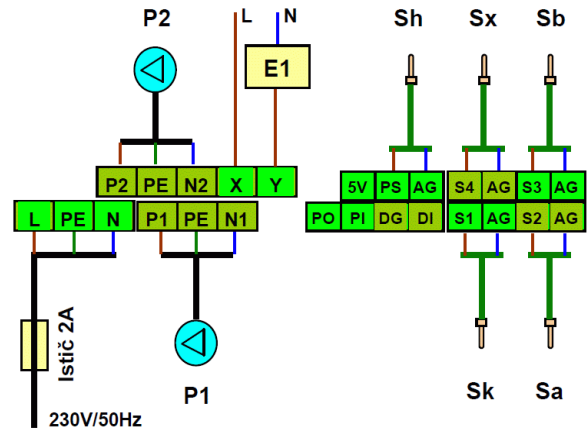 P2 L N Sh Sx Sb
E1
P2 PE N2 X Y 5V PS AG S4 AG S3 AG
L PE N P1 PE N1 PO PI DG DI S1 AG S2 AG
Istič 2A
P1 Sk Sa
230V/50Hz